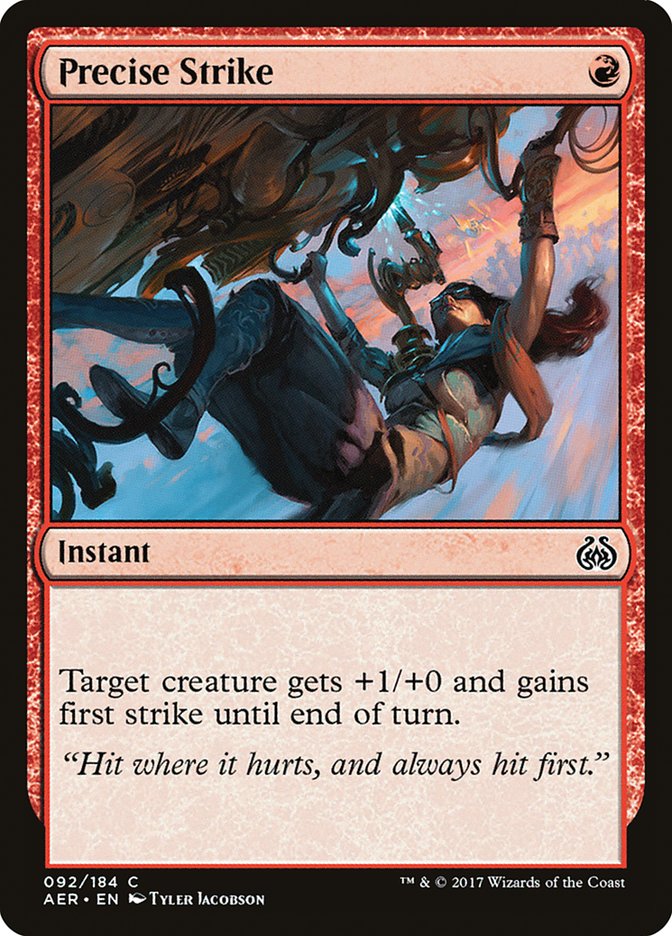 Precise Strike
Instant
Target creature gets +1/+0 and gains
first strike until end of turn.
“Hit where it hurts, and always hit first.”
092/184 C
AER • EN Tyler Jacobson
™ & © 2017 Wizards of the Coast